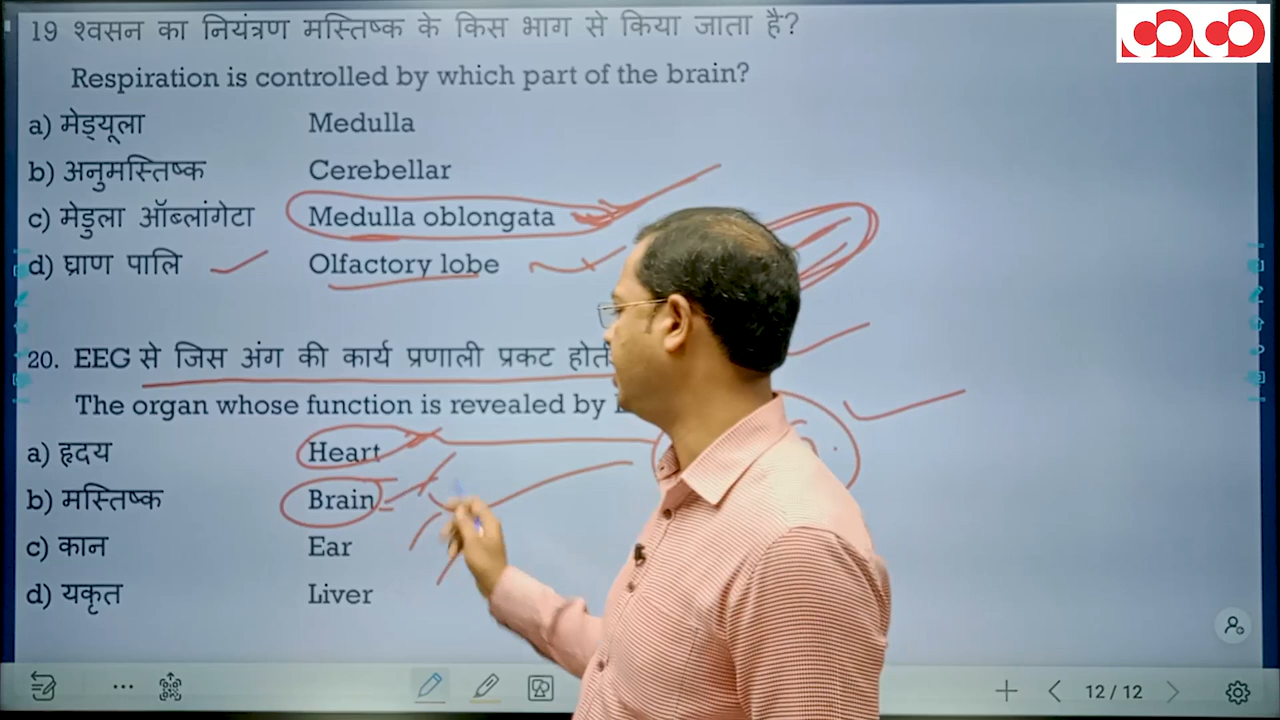 19 श्वसन का नियंत्रण मस्तिष्क के किस भाग से किया जाता है?
Respiration is controlled by which part of the brain?
a) मेड्यूला Medulla
b) अनुमस्तिष्क Cerebellar
c) मेडुला ऑब्लांगेटा Medulla oblongata
d) घ्राण पालि Olfactory lobe
20. EEG से जिस अंग की कार्य प्रणाली प्रकट
The organ whose function is revealed by
a) हृदय Heart
b) मस्तिष्क Brain
c) कान Ear
d) यकृत Liver
12 / 12